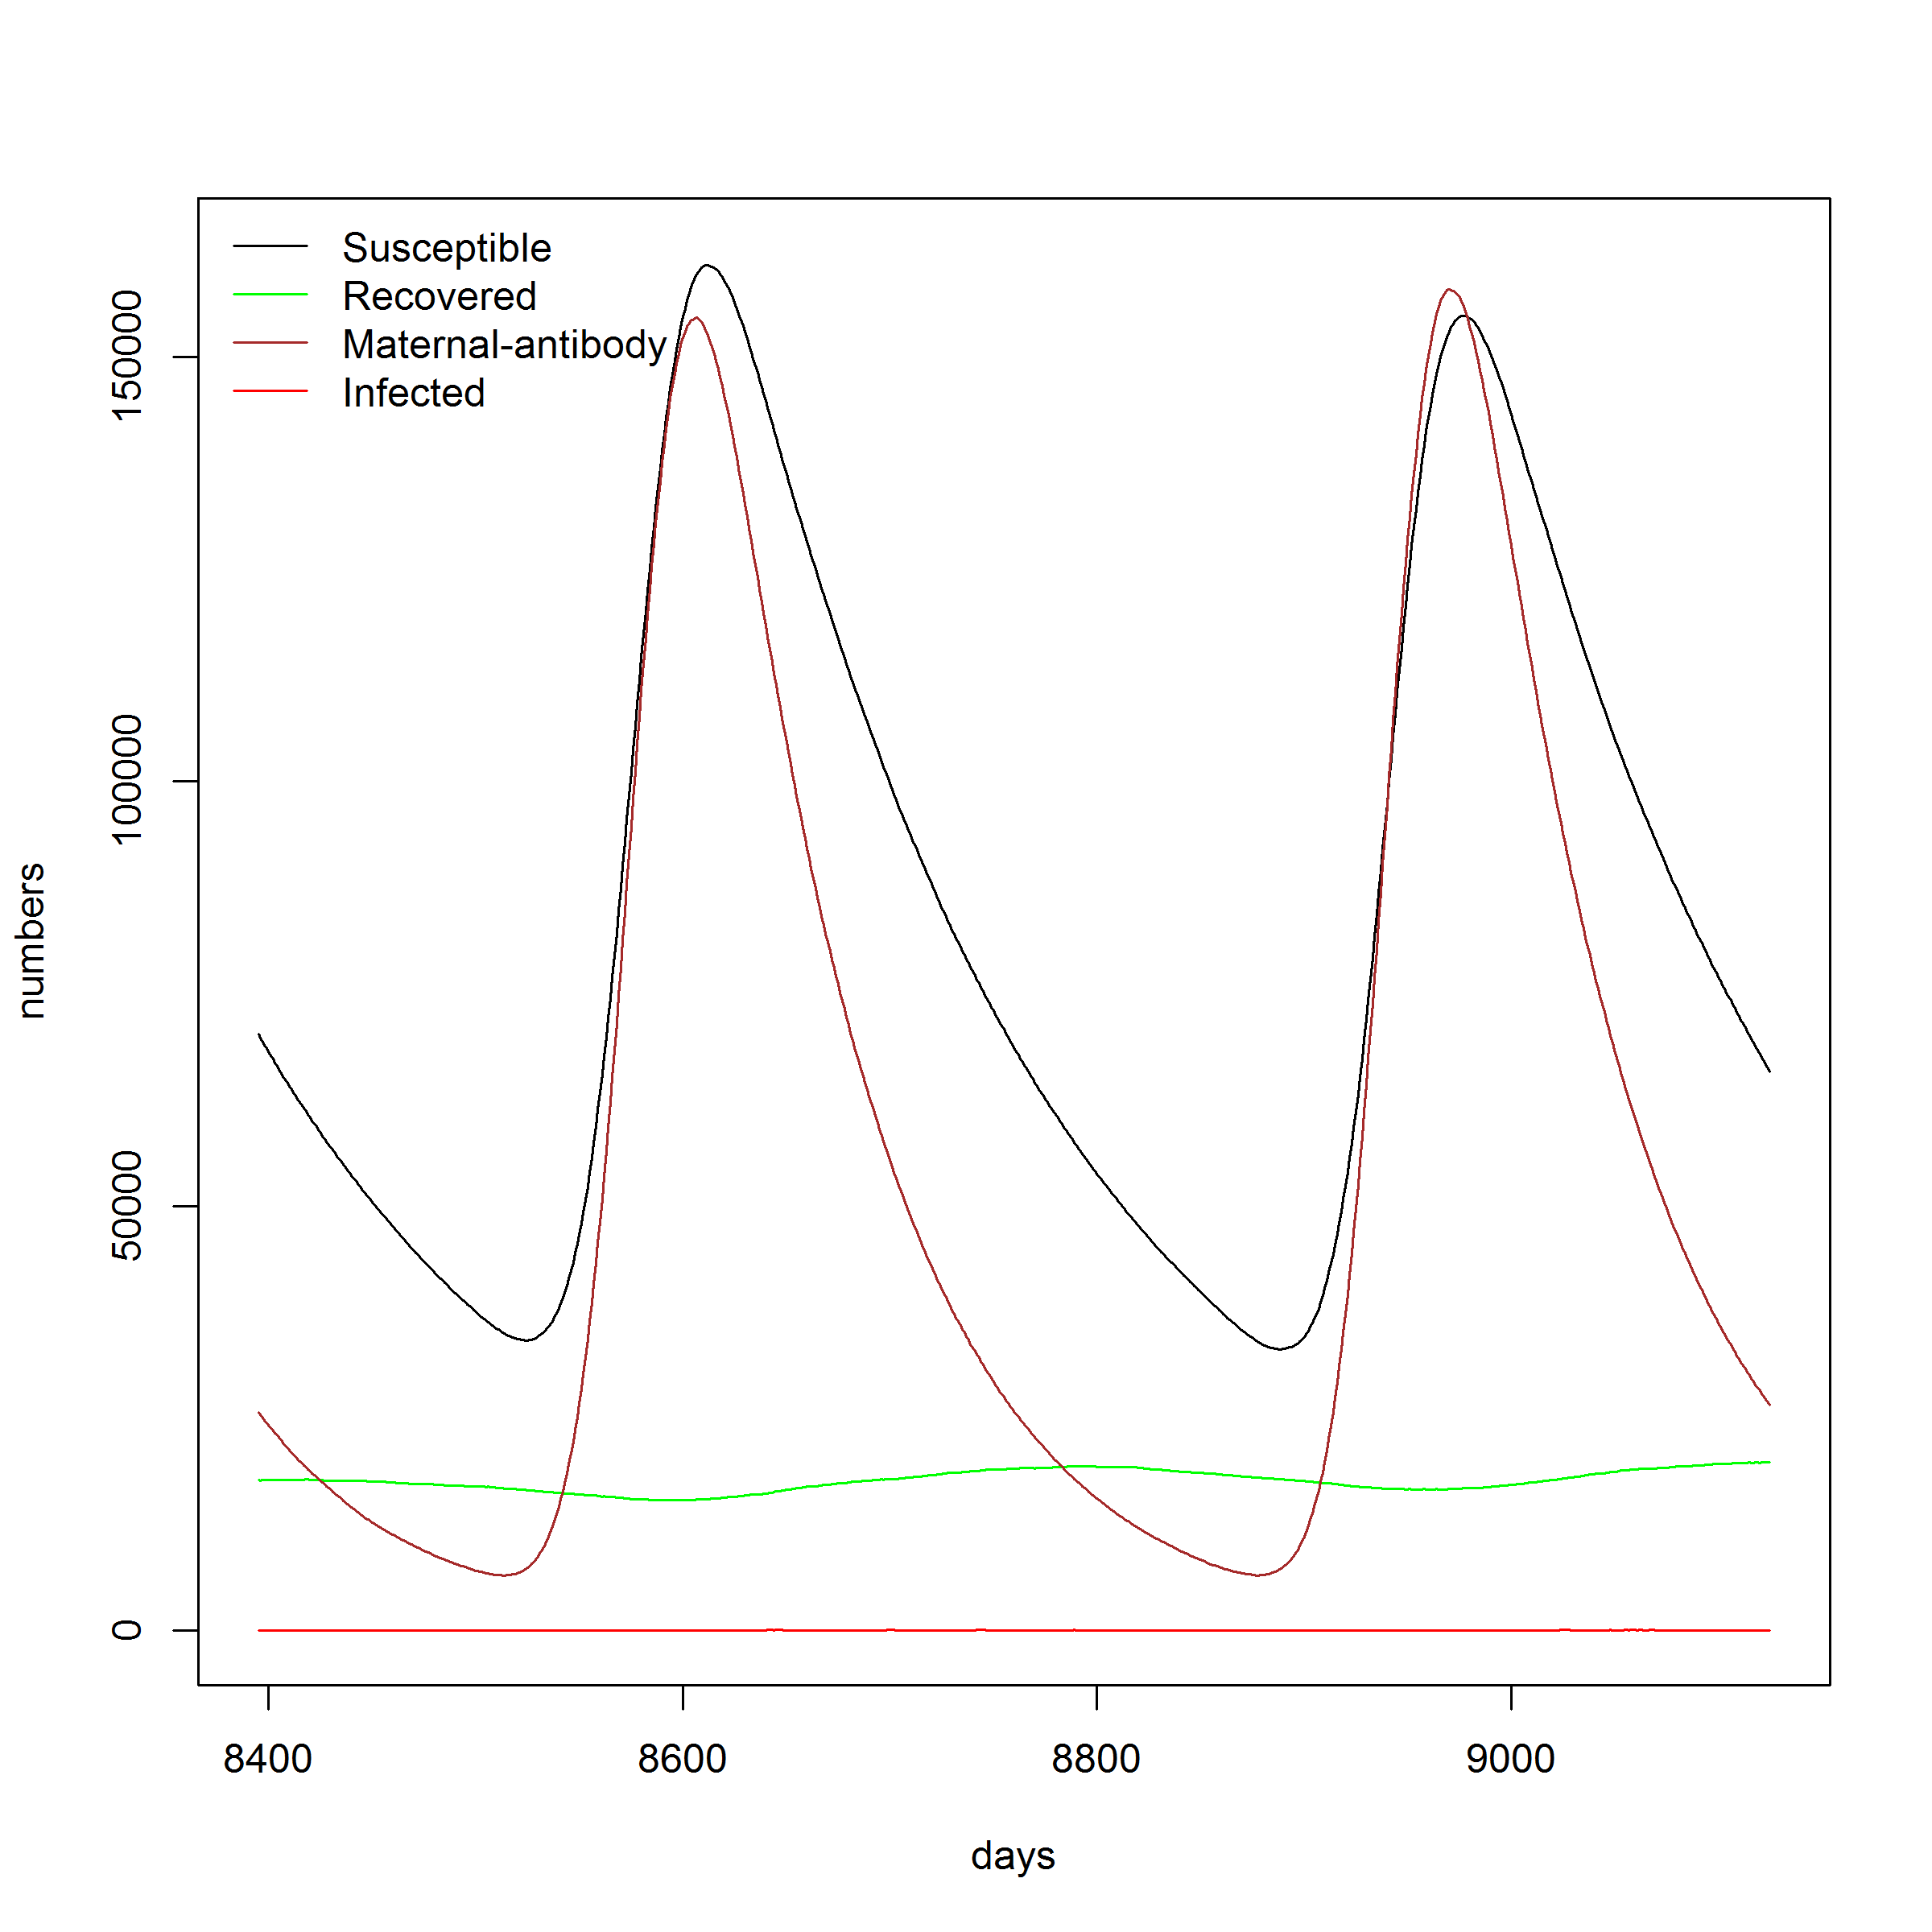 Susceptible
Recovered
Maternal-antibody
Infected
150000
100000
50000
0
numbers
8400 8600 8800 9000
days